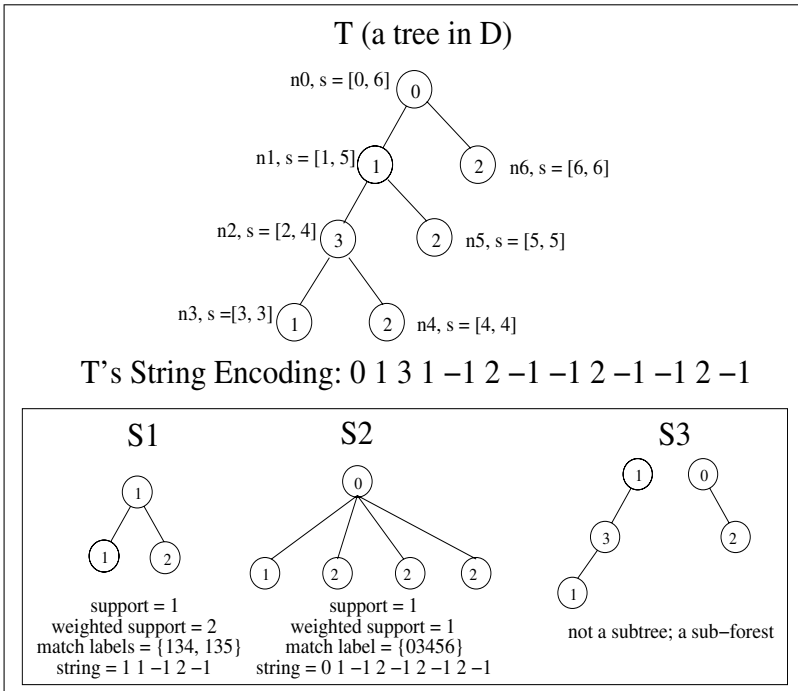 T (a tree in D)
n0, s = [0, 6]
0
n1, s = [1, 5]
1
2
n6, s = [6, 6]
n2, s = [2, 4]
3
2
n5, s = [5, 5]
n3, s =[3, 3]
1
2
n4, s = [4, 4]
T's String Encoding: 0 1 3 1 −1 2 −1 −1 2 −1 −1 2 −1
S1
1
1
2
support = 1
weighted support = 2
match labels = {134, 135}
string = 1 1 −1 2 −1
S2
0
1
2
2
2
support = 1
weighted support = 1
match label = {03456}
string = 0 1 −1 2 −1 2 −1 2 −1
S3
1
0
3
2
1
not a subtree; a sub−forest